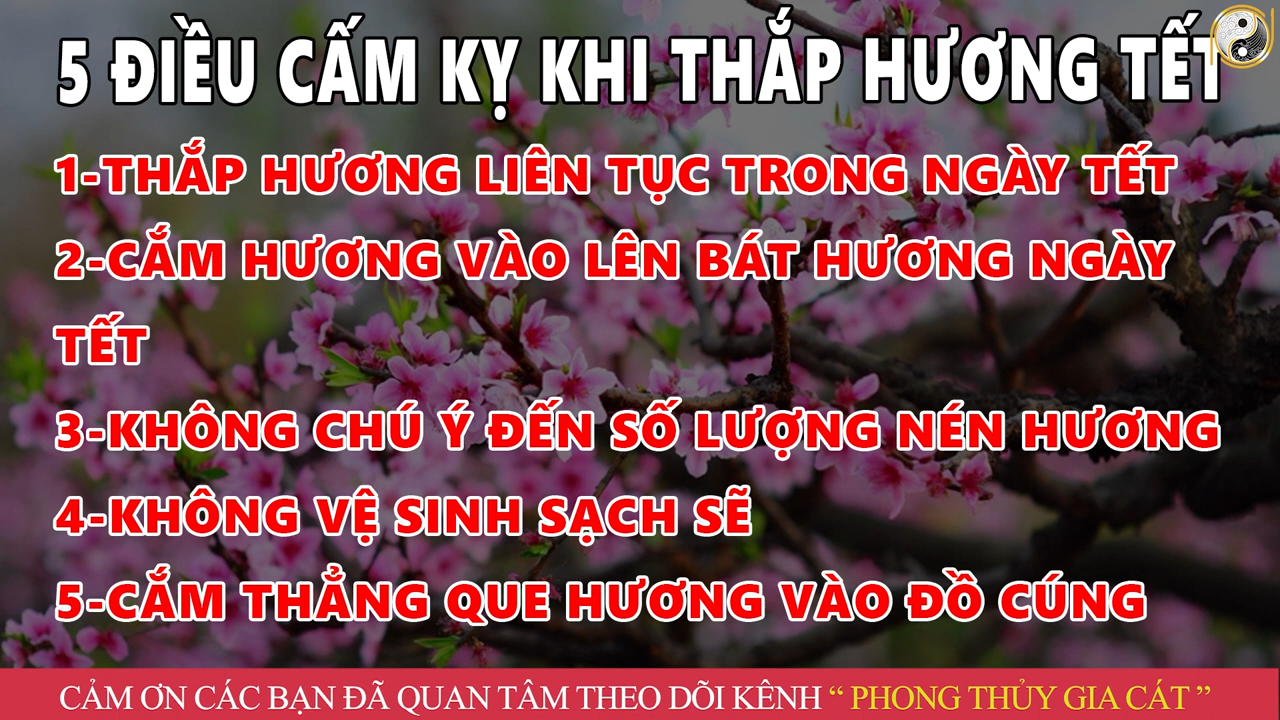 5 ĐIỀU CẤM KỴ KHI THẮP HƯƠNG TẾT
1-THẮP HƯƠNG LIÊN TỤC TRONG NGÀY TẾT
2-CẮM HƯƠNG VÀO LÊN BÁT HƯƠNG NGÀY
TẾT
3-KHÔNG CHÚ Ý ĐẾN SỐ LƯỢNG NÉN HƯƠNG
4-KHÔNG VỆ SINH SẠCH SẼ
5-CẮM THẲNG QUE HƯƠNG VÀO ĐỒ CÚNG
CẢM ƠN CÁC BẠN ĐÃ QUAN TÂM THEO DÕI KÊNH “ PHONG THỦY GIA CÁT ”